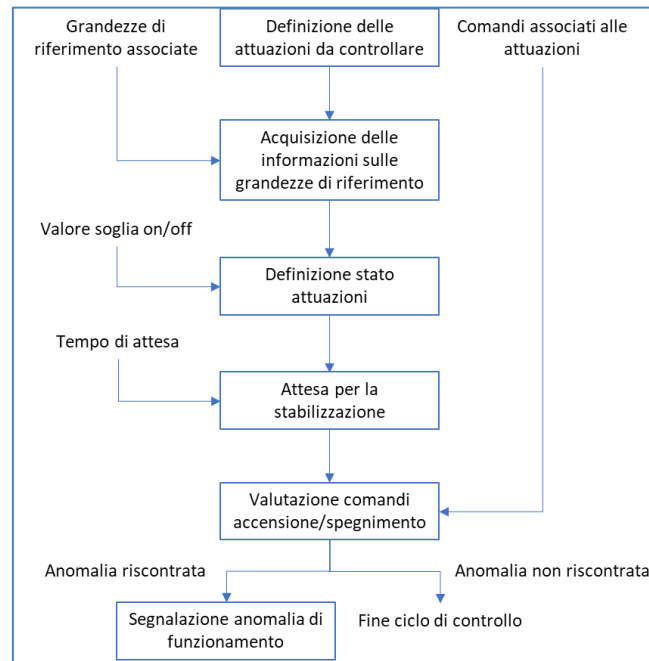 Grandezze di
riferimento associate
Definizione delle
attuazioni da controllare
Comandi associati alle
attuazioni
Acquisizione delle
informazioni sulle
grandezze di riferimento
Valore soglia on/off
Definizione stato
attuazioni
Tempo di attesa
Attesa per la
stabilizzazione
Valutazione comandi
accensione/spegnimento
Anomalia riscontrata
Anomalia non riscontrata
Segnalazione anomalia di
funzionamento
Fine ciclo di controllo